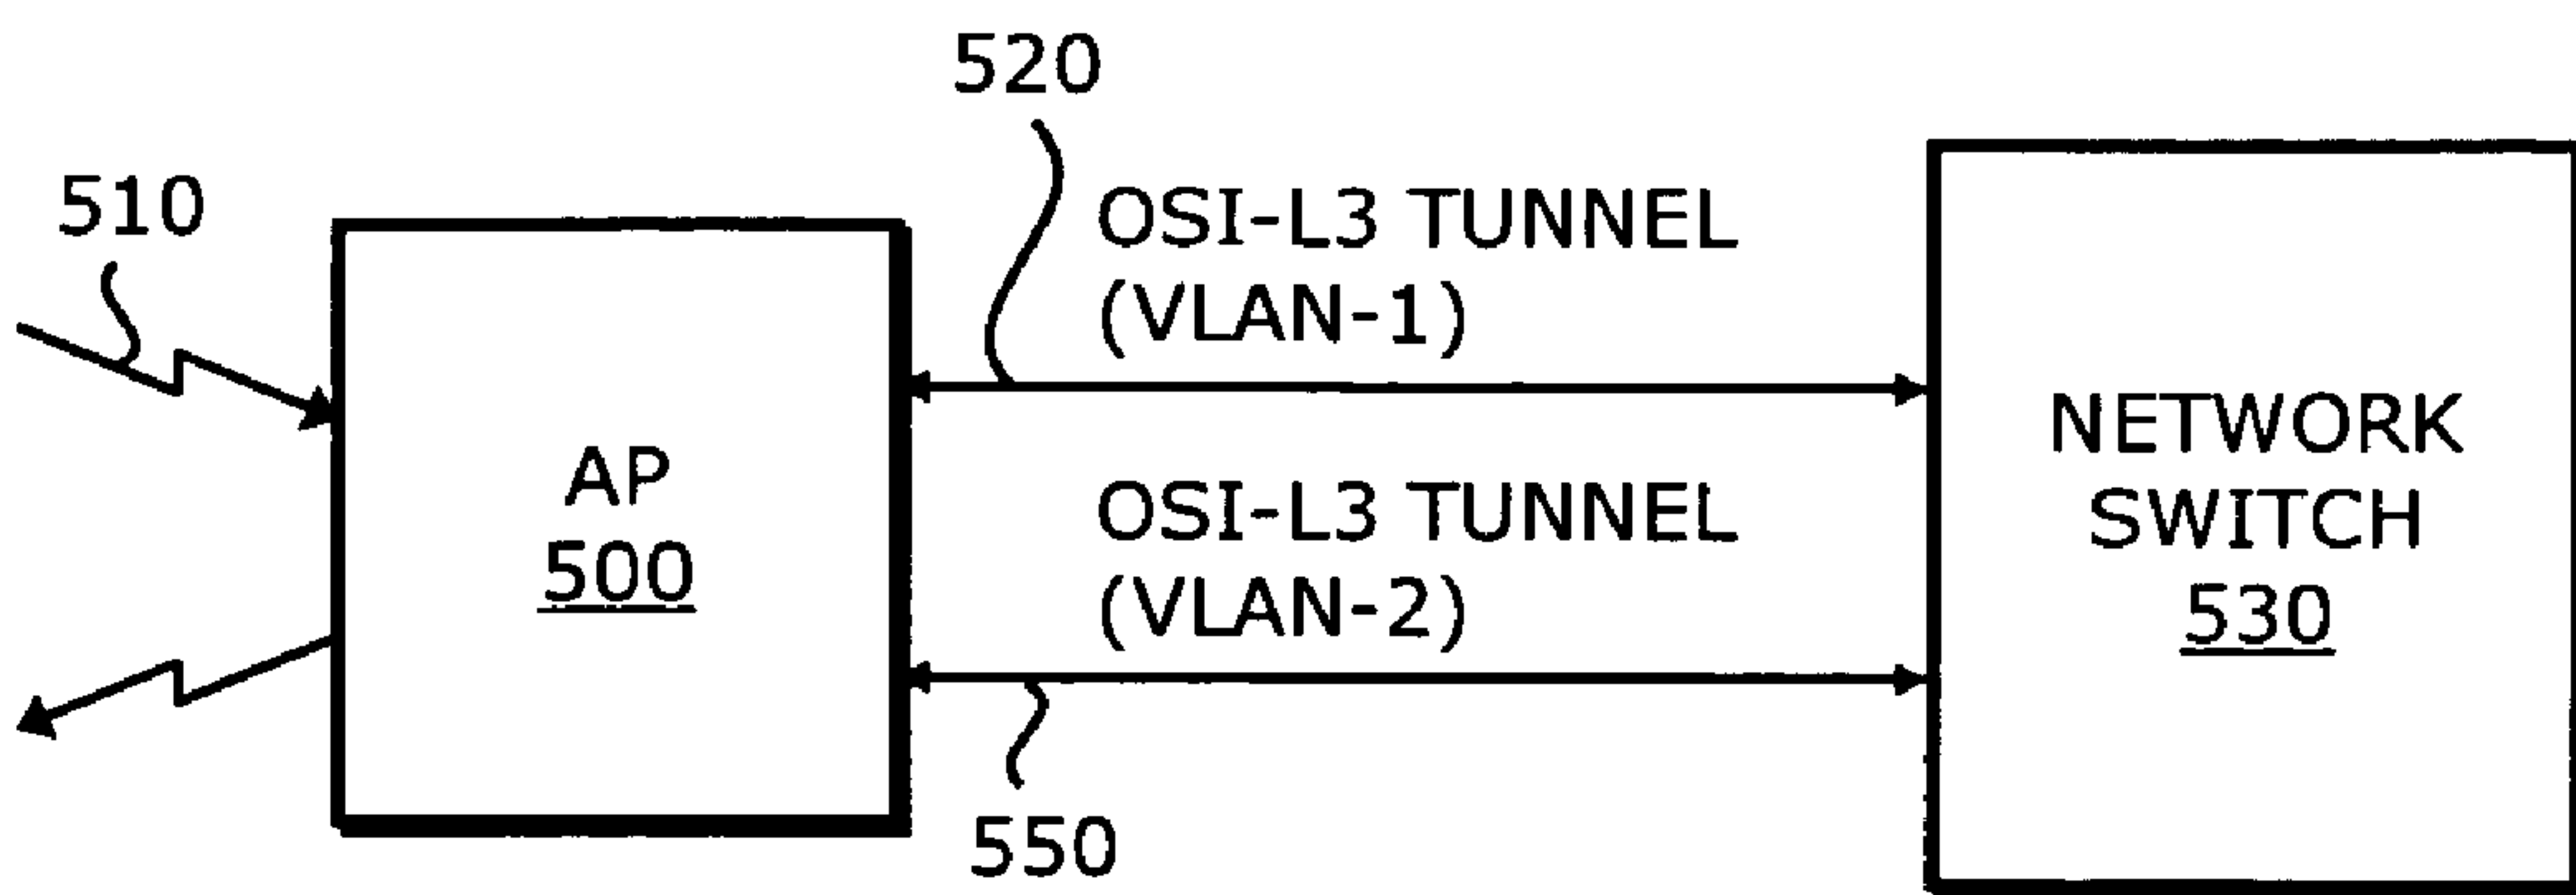 520
510
OSI-L3 TUNNEL
(VLAN-1)
AP
500
OSI-L3 TUNNEL
(VLAN-2)
NETWORK
SWITCH
530
550